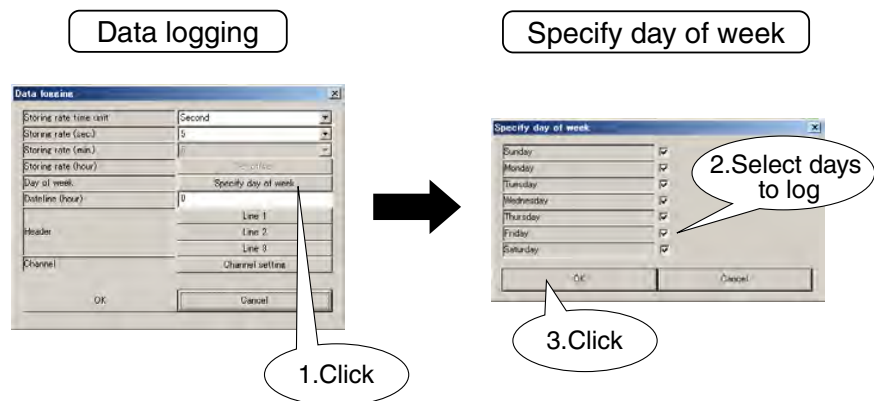 Data logging
Specify day of week
Data logging
Storing rate time unit Second
Storing rate (sec.) 5
Storing rate (min.)
Storing rate (hour)
Day of week Specify day of week
Dateline (hour) 0
Header Line 1
Line 2
Line 3
Channel Channel setting
OK Cancel
1.Click
Specify day of week
Sunday
Monday
Tuesday
Wednesday
Thursday
Friday
Saturday
OK Cancel
2.Select days
to log
3.Click